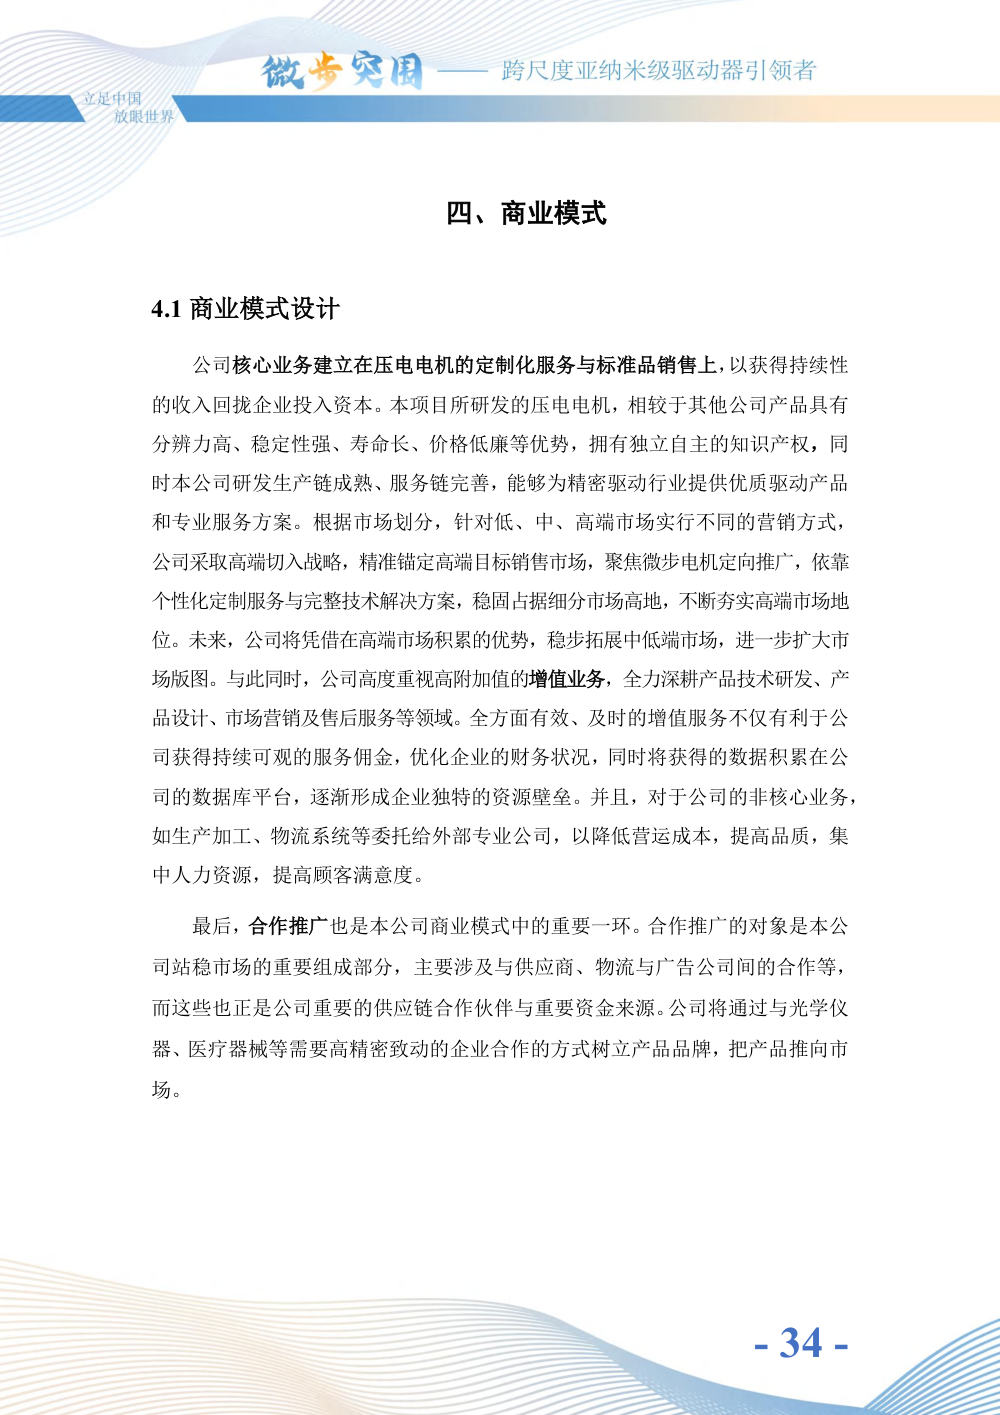 微步突围 —— 跨尺度亚纳米级驱动器引领者
立足中国
放眼世界
四、商业模式
4.1 商业模式设计
公司核心业务建立在压电电机的定制化服务与标准品销售上，以获得持续性
的收入回拢企业投入资本。本项目所研发的压电电机，相较于其他公司产品具有
分辨力高、稳定性强、寿命长、价格低廉等优势，拥有独立自主的知识产权，同
时本公司研发生产链成熟、服务链完善，能够为精密驱动行业提供优质驱动产品
和专业服务方案。根据市场划分，针对低、中、高端市场实行不同的营销方式，
公司采取高端切入战略，精准锚定高端目标销售市场，聚焦微步电机定向推广，依靠
个性化定制服务与完整技术解决方案，稳固占据细分市场高地，不断夯实高端市场地
位。未来，公司将凭借在高端市场积累的优势，稳步拓展中低端市场，进一步扩大市
场版图。与此同时，公司高度重视高附加值的增值业务，全力深耕产品技术研发、产
品设计、市场营销及售后服务等领域。全方面有效、及时的增值服务不仅有利于公
司获得持续可观的服务佣金，优化企业的财务状况，同时将获得的数据积累在公
司的数据库平台，逐渐形成企业独特的资源壁垒。并且，对于公司的非核心业务，
如生产加工、物流系统等委托给外部专业公司，以降低营运成本，提高品质，集
中人力资源，提高顾客满意度。
最后，合作推广也是本公司商业模式中的重要一环。合作推广的对象是本公
司站稳市场的重要组成部分，主要涉及与供应商、物流与广告公司间的合作等，
而这些也正是公司重要的供应链合作伙伴与重要资金来源。公司将通过与光学仪
器、医疗器械等需要高精密致动的企业合作的方式树立产品品牌，把产品推向市
场。
- 34 -